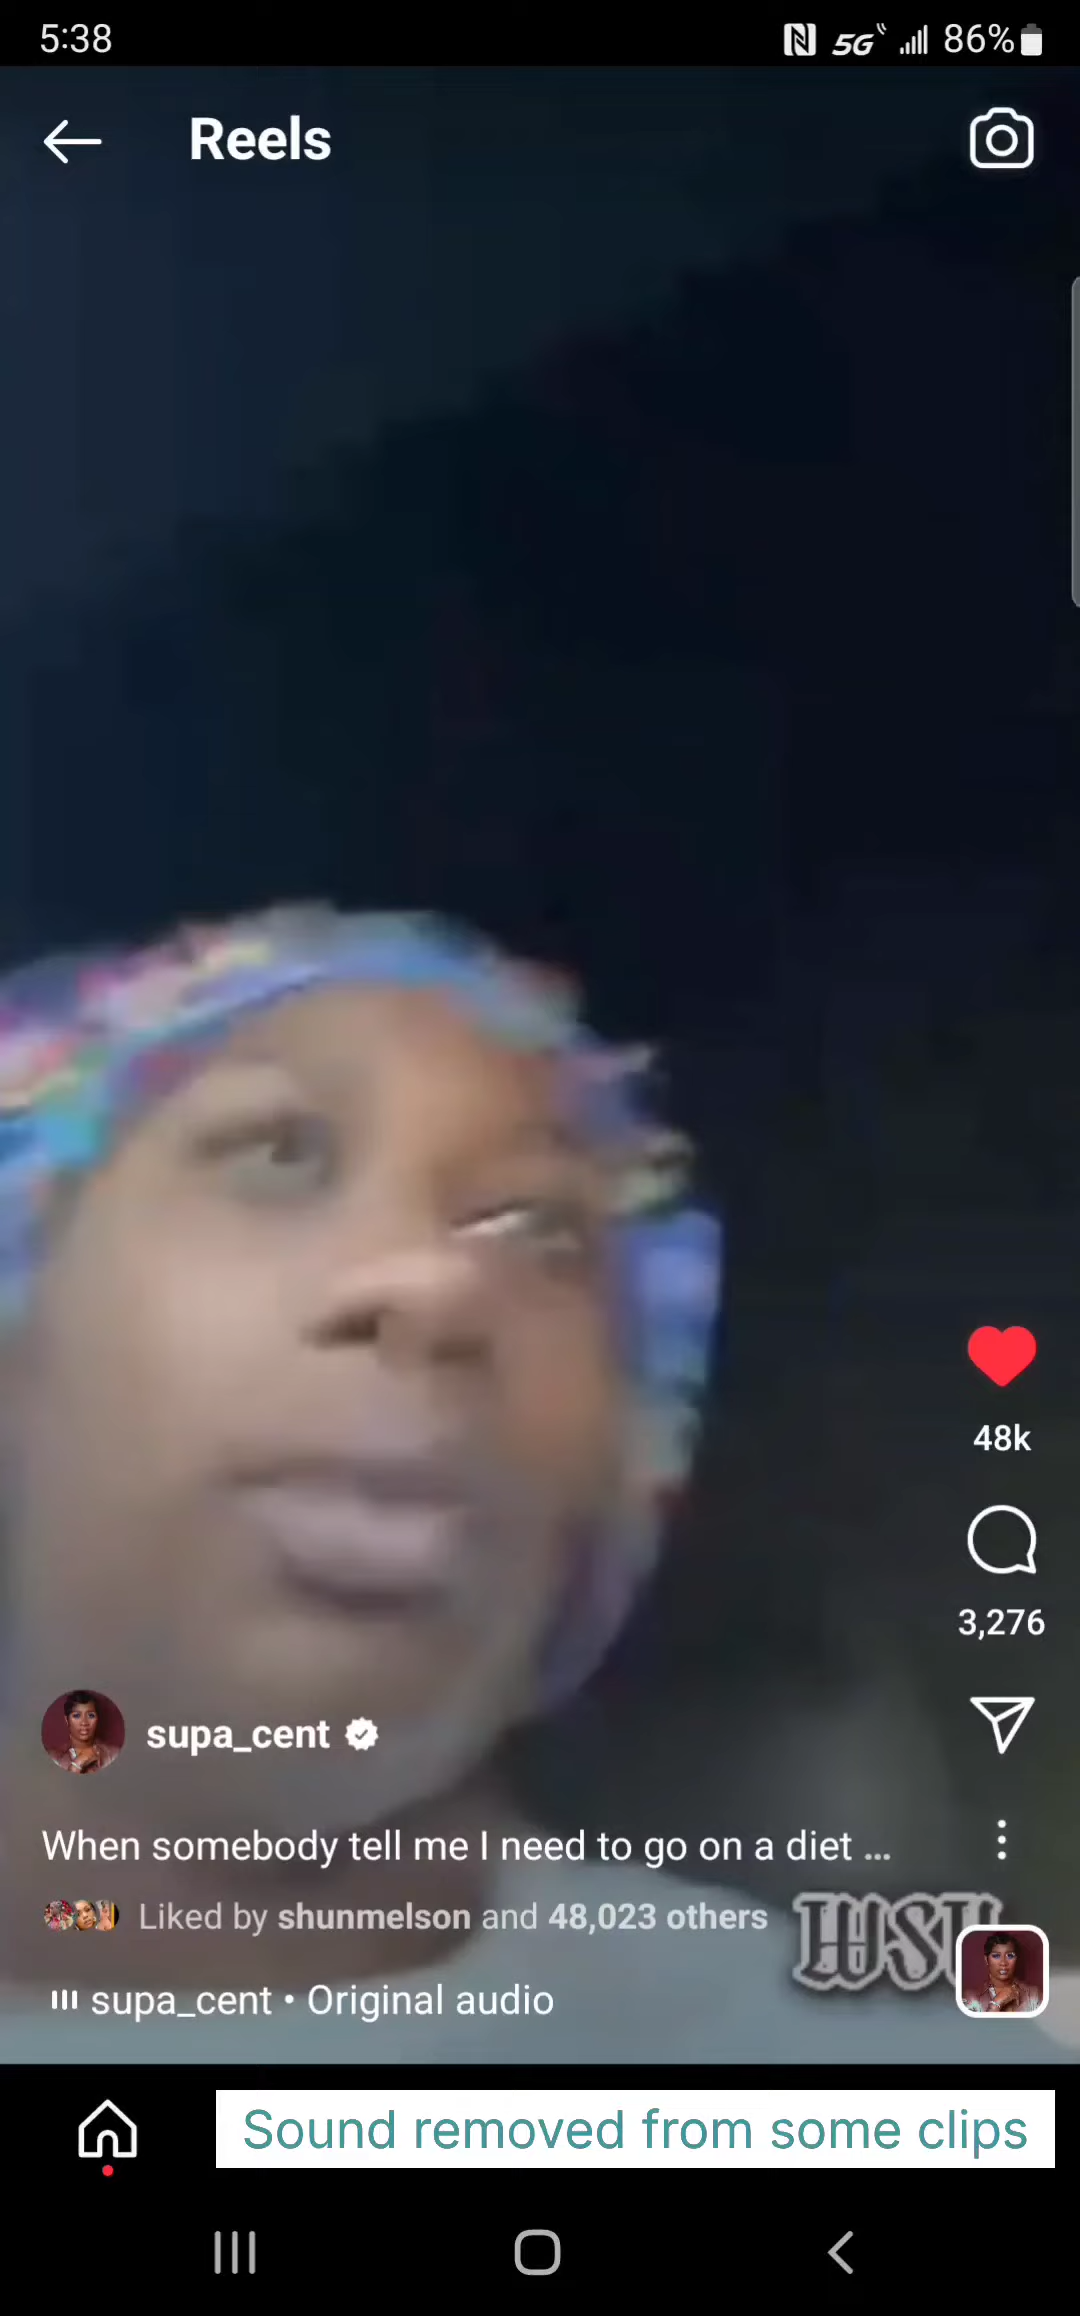 5:38
5G
86%
Reels
48k
3,276
supa_cent
When somebody tell me I need to go on a diet ...
Liked by shunmelson and 48,023 others
supa_cent • Original audio
Sound removed from some clips